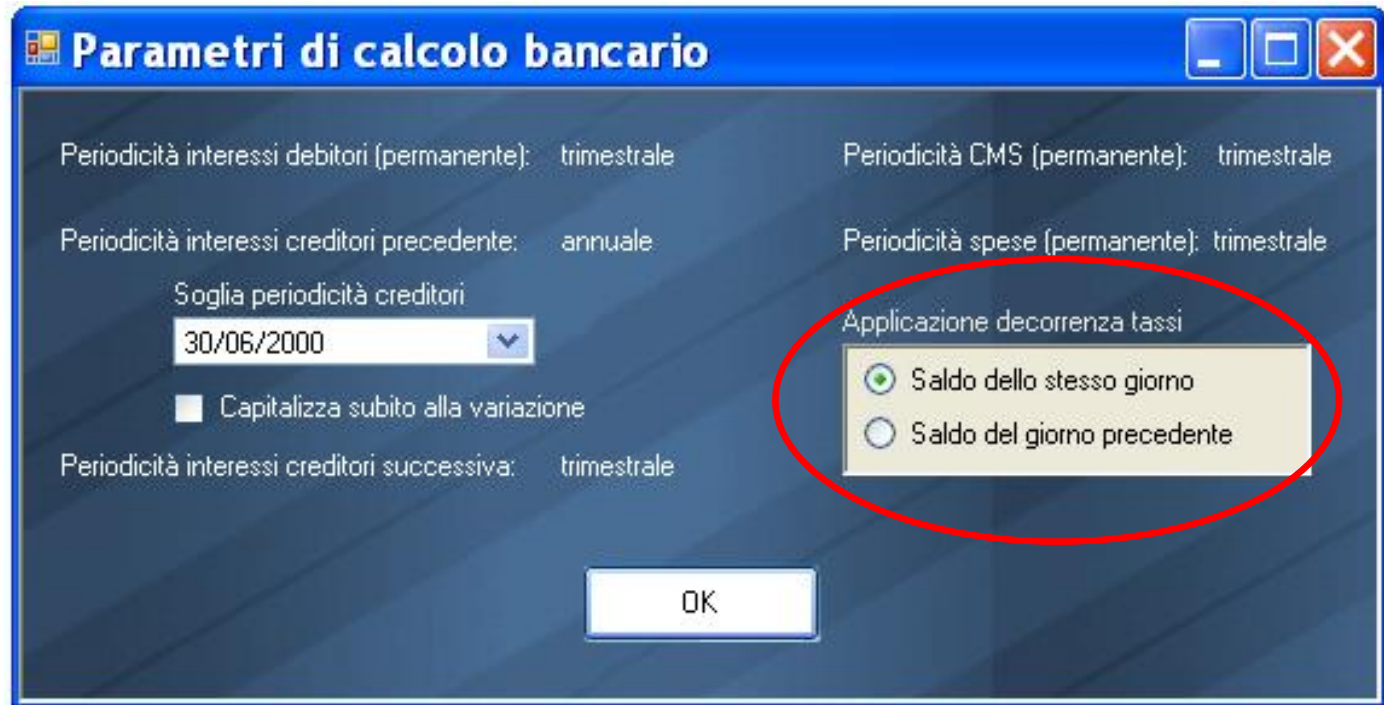 Parametri di calcolo bancario
Periodicità interessi debitori (permanente): trimestrale
Periodicità CMS (permanente): trimestrale
Periodicità interessi creditori precedente: annuale
Periodicità spese (permanente): trimestrale
Soglia periodicità creditori
30/06/2000
Capitalizza subito alla variazione
Periodicità interessi creditori successiva: trimestrale
Applicazione decorrenza tassi
Saldo dello stesso giorno
Saldo del giorno precedente
OK